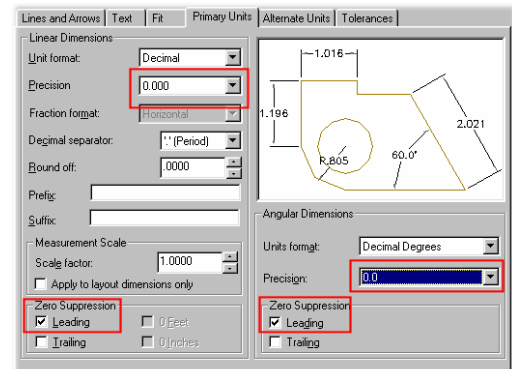 Lines and Arrows Text Fit Primary Units Alternate Units Tolerances
Linear Dimensions
Unit format: Decimal
Precision 0.000
Fraction format: Horizontal
Decimal separator: '.' (Period)
Round off: .0000
Prefix:
Suffix:
Measurement Scale
Scale factor: 1.0000
Apply to layout dimensions only
Zero Suppression
Leading 0 Feet
Trailing 0 Inches
1.016
1.196
2.021
R.805
60.0°
Angular Dimensions
Units format: Decimal Degrees
Precision: 0.0
Zero Suppression
Leading
Trailing